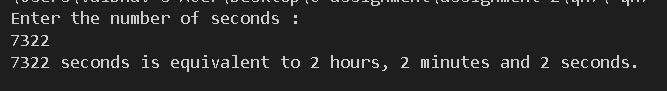 Enter the number of seconds :
7322
7322 seconds is equivalent to 2 hours, 2 minutes and 2 seconds.